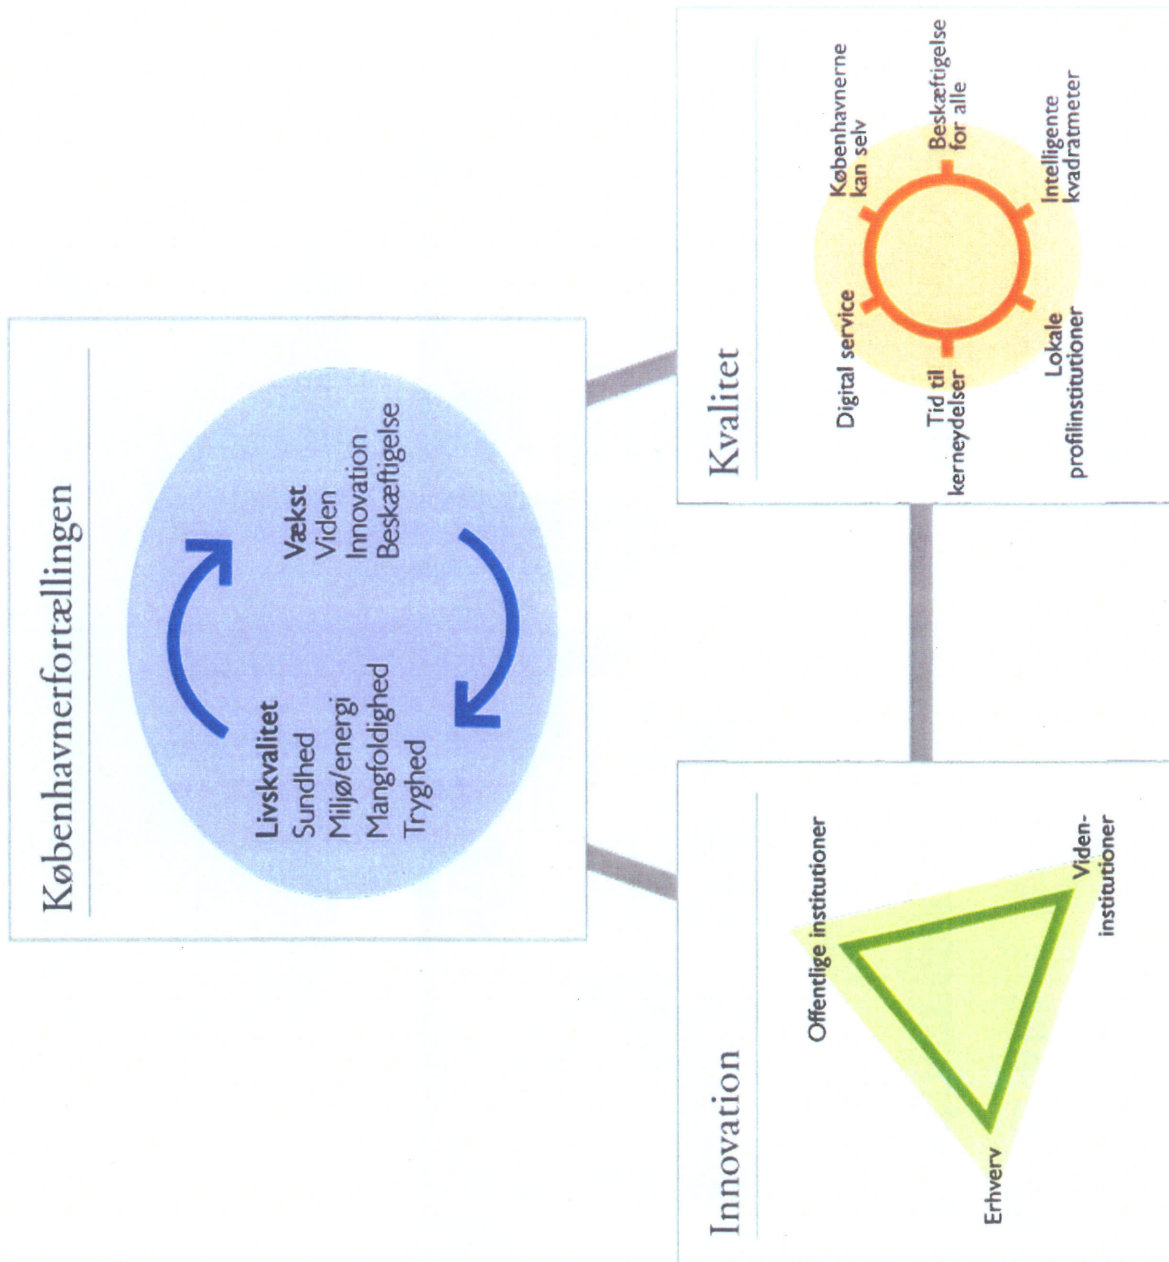 Københavnerfortællingen
Livskvalitet
Sundhed
Miljø/energi
Mangfoldighed
Tryghed
Vækst
Viden
Innovation
Beskæftigelse
Innovation
Offentlige institutioner
Erhverv
Viden-
institutioner
Kvalitet
Digital service
Københavnerne
kan selv
Tid til
kerneydelser
Beskæftigelse
for alle
Lokale
profilinstitutioner
Intelligente
kvadratmeter